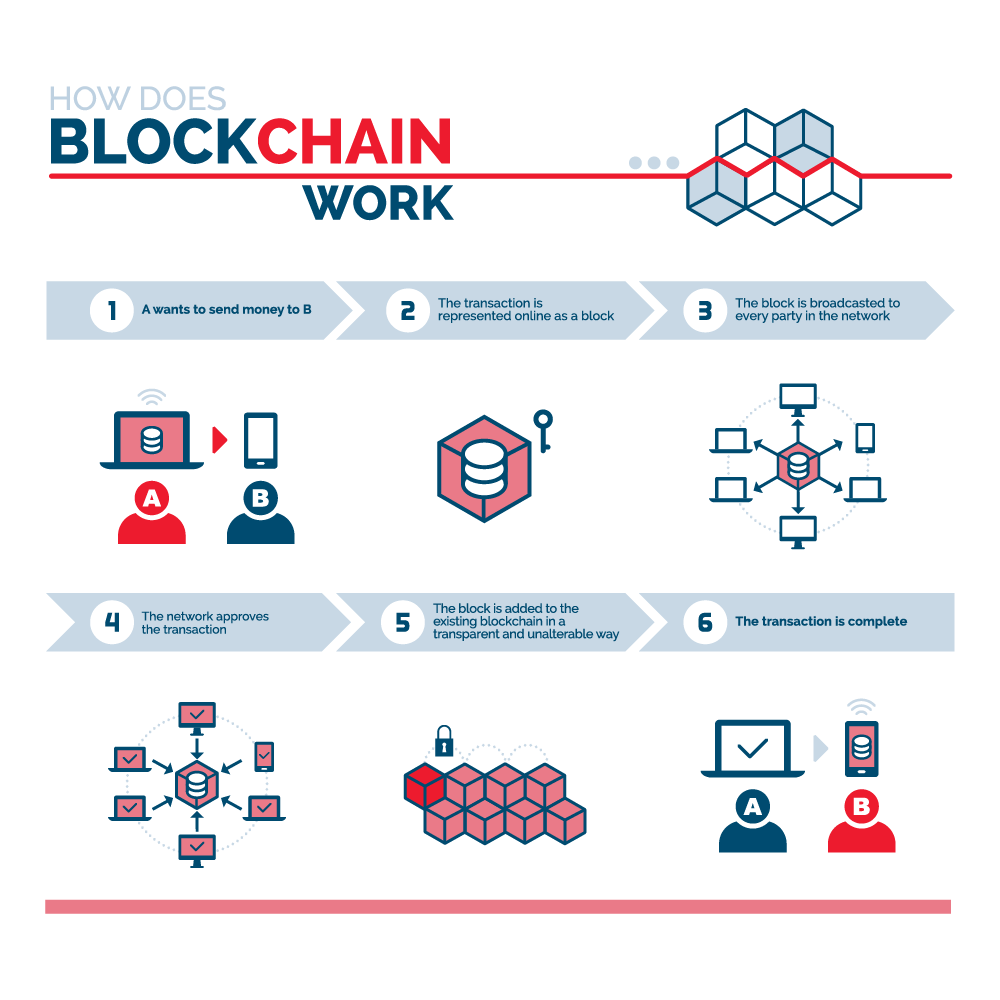 HOW DOES
BLOCKCHAIN
WORK
1 A wants to send money to B
2 The transaction is
represented online as a block
3 The block is broadcasted to
every party in the network
A
B
4 The network approves
the transaction
5 The block is added to the
existing blockchain in a
transparent and unalterable way
6 The transaction is complete
A
B